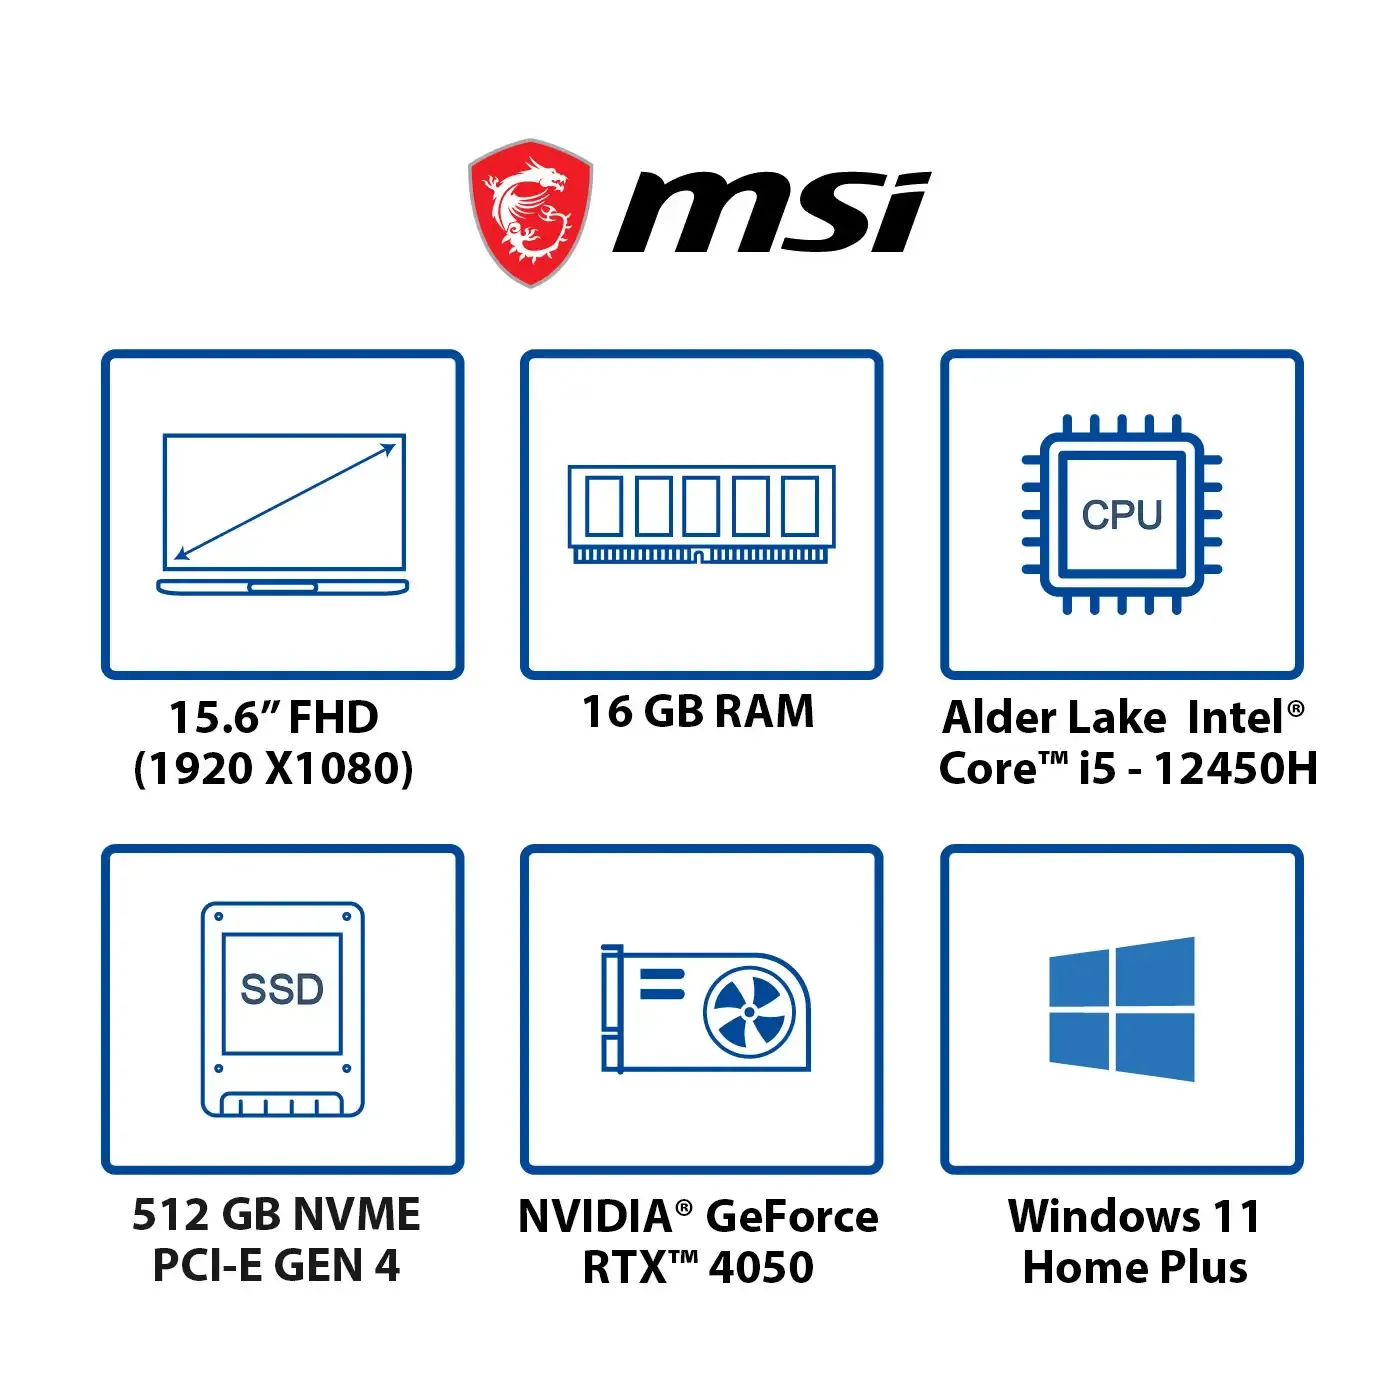 msi
15.6” FHD
(1920 X1080)
16 GB RAM
CPU
Alder Lake Intel®
Core™ i5 - 12450H
SSD
512 GB NVME
PCI-E GEN 4
NVIDIA® GeForce
RTX™ 4050
Windows 11
Home Plus